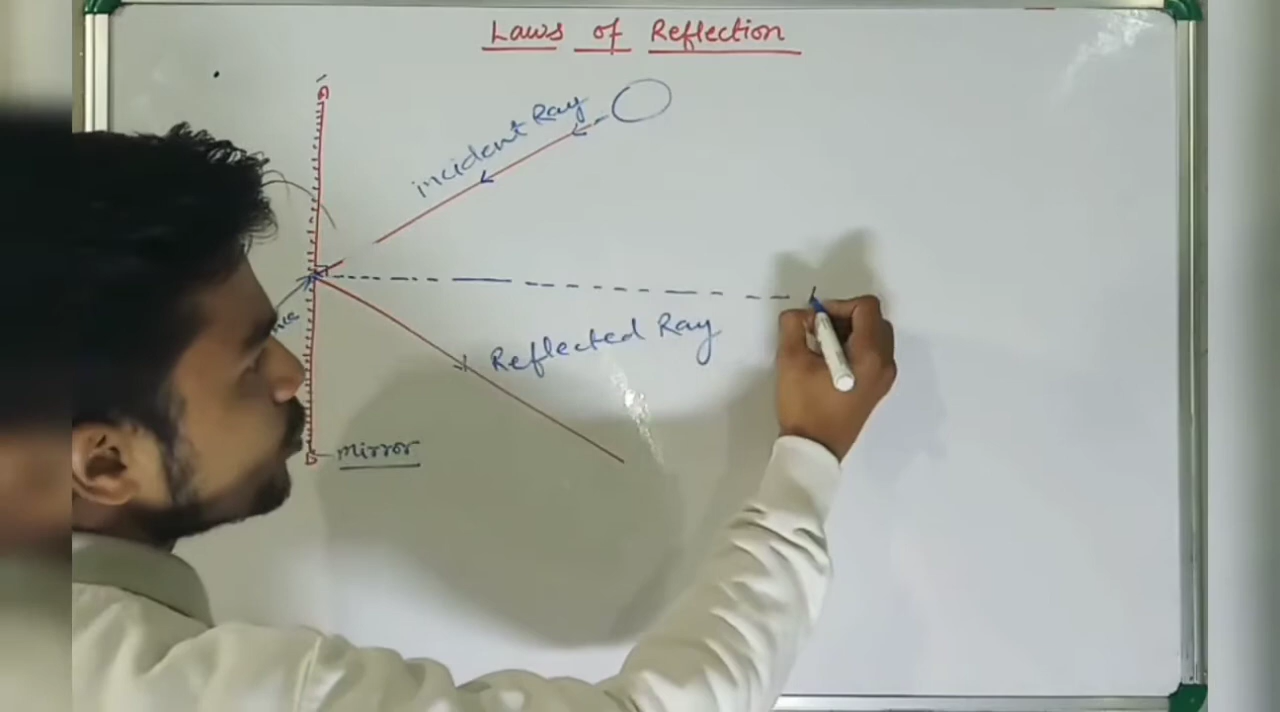 Laws of Reflection
incident Ray
Reflected Ray
mirror